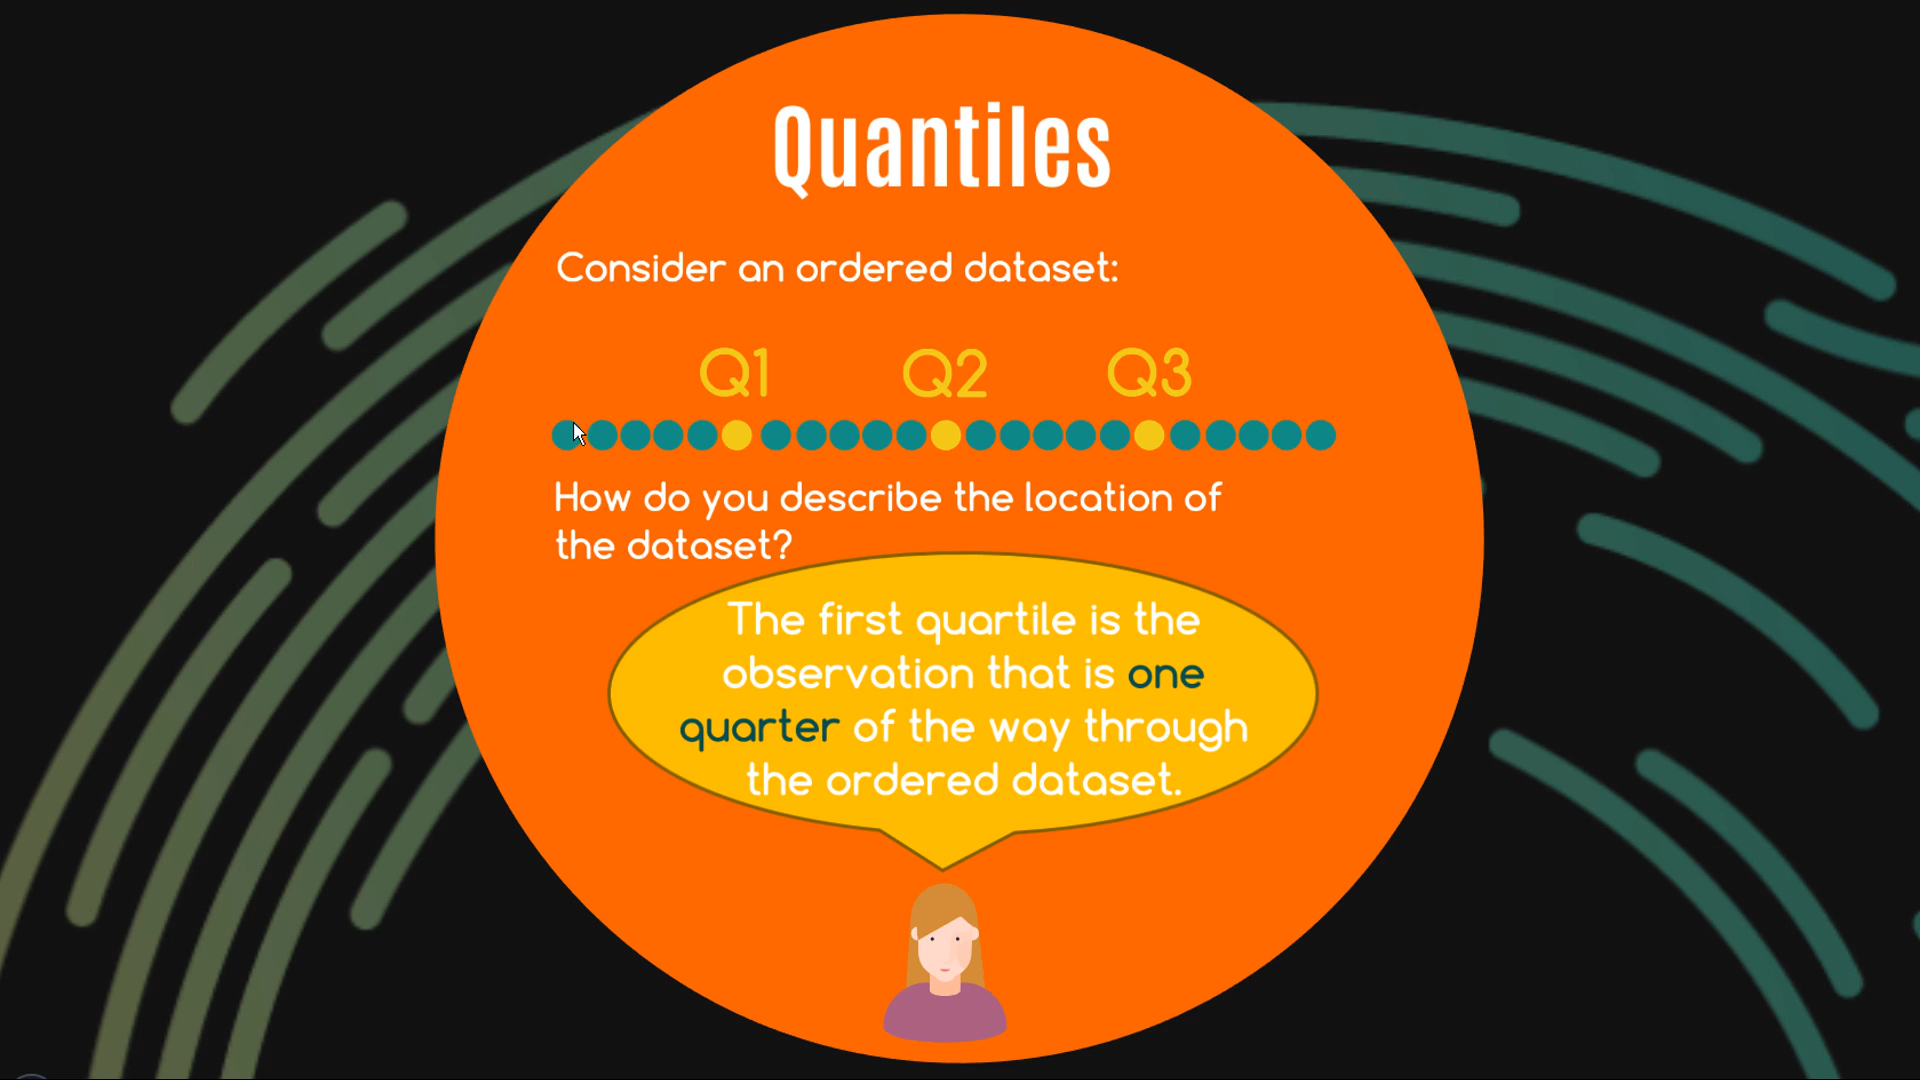 Quantiles
Consider an ordered dataset:
Q1 Q2 Q3
How do you describe the location of
the dataset?
The first quartile is the
observation that is one
quarter of the way through
the ordered dataset.